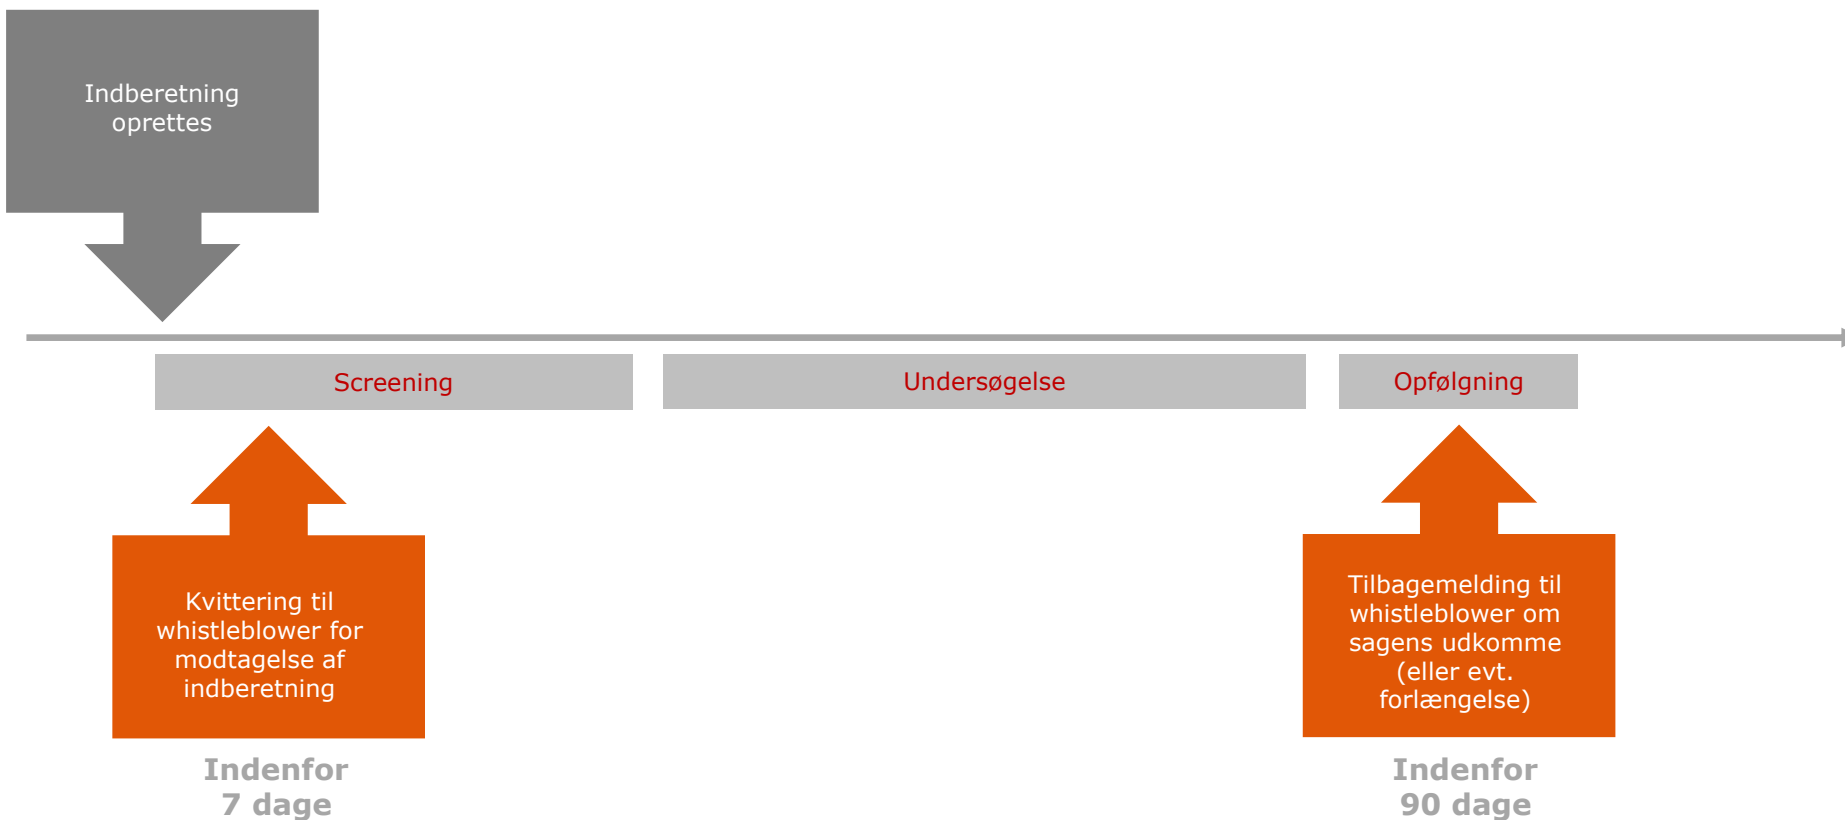 Indberetning
oprettes
Screening
Undersøgelse
Opfølgning
Kvittering til
whistleblower for
modtagelse af
indberetning
Tilbagemelding til
whistleblower om
sagens udkomme
(eller evt.
forlængelse)
Indenfor
7 dage
Indenfor
90 dage